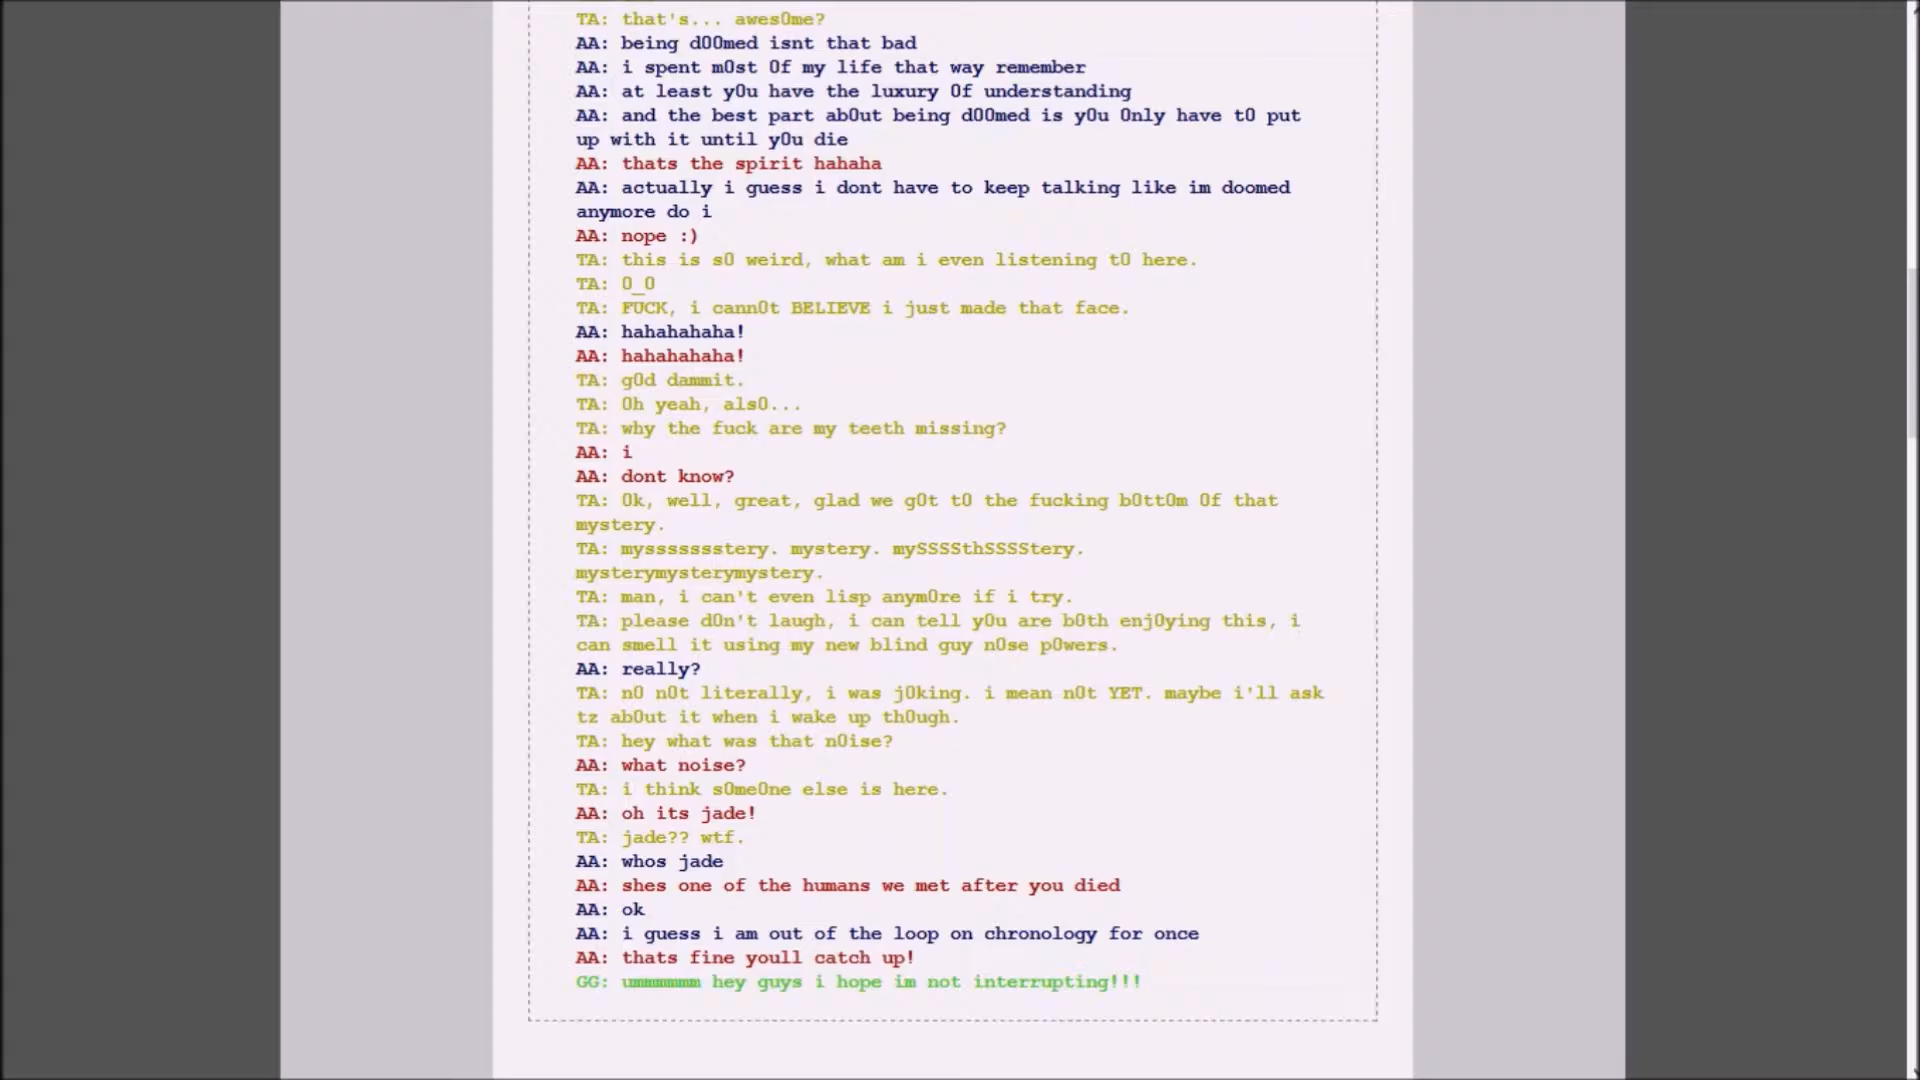 TA: that's... awes0me?
AA: being d00med isnt that bad
AA: i spent m0st 0f my life that way remember
AA: at least y0u have the luxury 0f understanding
AA: and the best part ab0ut being d00med is y0u 0nly have t0 put
up with it until y0u die
AA: thats the spirit hahaha
AA: actually i guess i dont have to keep talking like im doomed
anymore do i
AA: nope :)
TA: this is s0 weird, what am i even listening t0 here.
TA: 0_0
TA: FUCK, i cann0t BELIEVE i just made that face.
AA: hahahahaha!
AA: hahahahaha!
TA: g0d dammit.
TA: 0h yeah, als0...
TA: why the fuck are my teeth missing?
AA: i
AA: dont know?
TA: 0k, well, great, glad we g0t t0 the fucking b0tt0m 0f that
mystery.
TA: mysssssssstery. mystery. mySSSSthSSSStery.
mysterymysterymystery.
TA: man, i can't even lisp anym0re if i try.
TA: please d0n't laugh, i can tell y0u are b0th enj0ying this, i
can smell it using my new blind guy n0se p0wers.
AA: really?
TA: n0 n0t literally, i was j0king. i mean n0t YET. maybe i'll ask
tz ab0ut it when i wake up th0ugh.
TA: hey what was that n0ise?
AA: what noise?
TA: i think s0me0ne else is here.
AA: oh its jade!
TA: jade?? wtf.
AA: whos jade
AA: shes one of the humans we met after you died
AA: ok
AA: i guess i am out of the loop on chronology for once
AA: thats fine youll catch up!
GG: ummmmmm hey guys i hope im not interrupting!!!